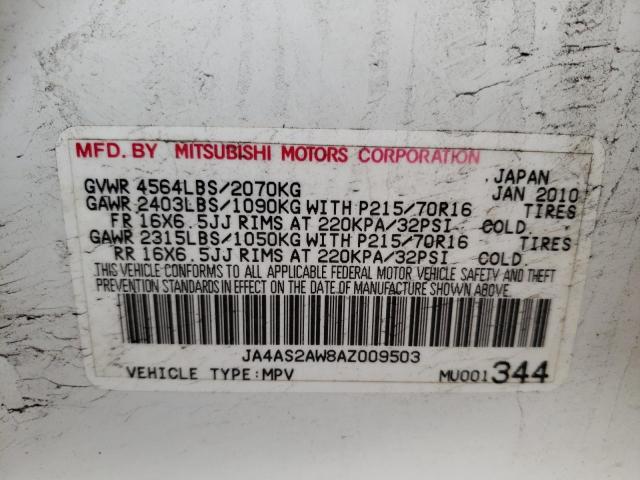 MFD. BY MITSUBISHI MOTORS CORPORATION
JAPAN
GVWR 4564LBS/2070KG JAN 2010
GAWR 2403LBS/1090KG WITH P215/70R16 TIRES
FR 16X6.5JJ RIMS AT 220KPA/32PSI COLD.
GAWR 2315LBS/1050KG WITH P215/70R16 TIRES
RR 16X6.5JJ RIMS AT 220KPA/32PSI COLD.
THIS VEHICLE CONFORMS TO ALL APPLICABLE FEDERAL MOTOR VEHICLE SAFETY AND THEFT
PREVENTION STANDARDS IN EFFECT ON THE DATE OF MANUFACTURE SHOWN ABOVE.
JA4AS2AW8AZ009503
VEHICLE TYPE:MPV MU001344